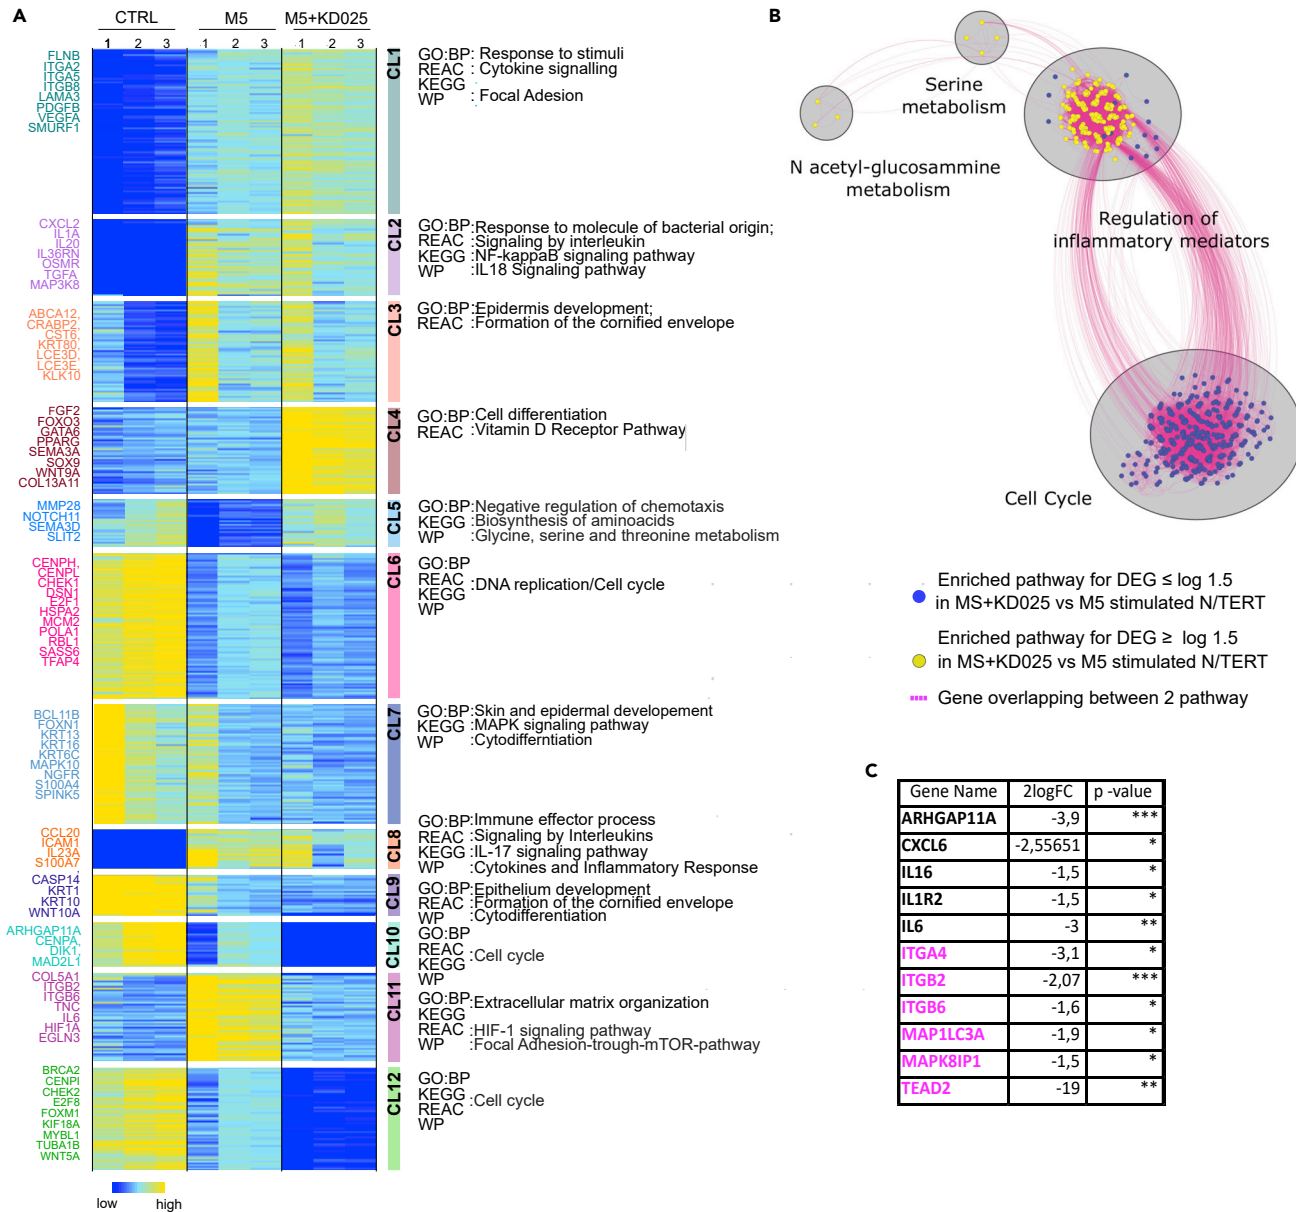 A
CTRL M5 M5+KD025
1 2 3 1 2 3 1 2 3
FLNB
ITGA2
ITGA5
ITGB8
LAMA3
PDGFB
VEGFA
SMURF1
CL1
GO:BP: Response to stimuli
REAC : Cytokine signalling
KEGG
WP : Focal Adesion
CXCL2
IL1A
IL20
IL36RN
OSMR
TGFA
MAP3K8
CL2
GO:BP:Response to molecule of bacterial origin;
REAC :Signaling by interleukin
KEGG :NF-kappaB signaling pathway
WP :IL18 Signaling pathway
ABCA12,
CRABP2,
CST6,
KRT80,
LCE3D,
LCE3E,
KLK10
CL3
GO:BP:Epidermis development;
REAC :Formation of the cornified envelope
FGF2
FOXO3
GATA6
PPARG
SEMA3A
SOX9
WNT9A
COL13A11
CL4
GO:BP:Cell differentiation
REAC :Vitamin D Receptor Pathway
MMP28
NOTCH11
SEMA3D
SLIT2
CL5
GO:BP:Negative regulation of chemotaxis
KEGG :Biosynthesis of aminoacids
WP :Glycine, serine and threonine metabolism
CENPH,
CENPL
CHEK1
DSN1
E2F1
HSPA2
MCM2
POLA1
RBL1
SASS6
TFAP4
CL6
GO:BP
REAC :DNA replication/Cell cycle
KEGG
WP
BCL11B
FOXN1
KRT13
KRT16
KRT6C
MAPK10
NGFR
S100A4
SPINK5
CL7
GO:BP:Skin and epidermal developement
KEGG :MAPK signaling pathway
WP :Cytodifferntiation
CCL20
ICAM1
IL23A
S100A7
CL8
GO:BP:Immune effector process
REAC :Signaling by Interleukins
KEGG :IL-17 signaling pathway
WP :Cytokines and Inflammatory Response
CASP14
KRT1
KRT10
WNT10A
CL9
GO:BP:Epithelium development
REAC :Formation of the cornified envelope
WP :Cytodifferentiation
ARHGAP11A
CENPA,
DIK1,
MAD2L1
CL10
GO:BP
REAC :Cell cycle
KEGG
WP
COL5A1
ITGB2
ITGB6
TNC
IL6
HIF1A
EGLN3
CL11
GO:BP:Extracellular matrix organization
KEGG
REAC :HIF-1 signaling pathway
WP :Focal Adhesion-trough-mTOR-pathway
BRCA2
CENPI
CHEK2
E2F8
FOXM1
KIF18A
MYBL1
TUBA1B
WNT5A
CL12
GO:BP
KEGG :Cell cycle
REAC
WP
low high
B
Serine
metabolism
N acetyl-glucosammine
metabolism
Regulation of
inflammatory mediators
Cell Cycle
Enriched pathway for DEG ≤ log 1.5
in MS+KD025 vs M5 stimulated N/TERT
Enriched pathway for DEG ≥ log 1.5
in MS+KD025 vs M5 stimulated N/TERT
Gene overlapping between 2 pathway
C
Gene Name 2logFC p -value
ARHGAP11A -3,9 ***
CXCL6 -2,55651 *
IL16 -1,5 *
IL1R2 -1,5 *
IL6 -3 **
ITGA4 -3,1 *
ITGB2 -2,07 ***
ITGB6 -1,6 *
MAP1LC3A -1,9 *
MAPK8IP1 -1,5 *
TEAD2 -19 **